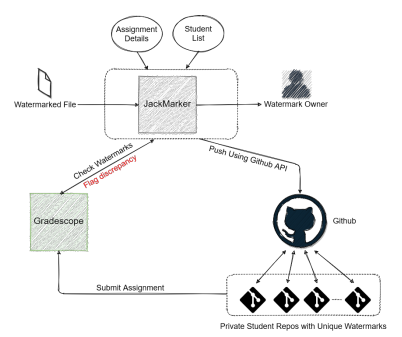 Assignment
Details
Student
List
Watermarked File
JackMarker
Watermark Owner
Check Watermarks
Flag discrepancy
Push Using Github API
Gradescope
Github
Submit Assignment
Private Student Repos with Unique Watermarks